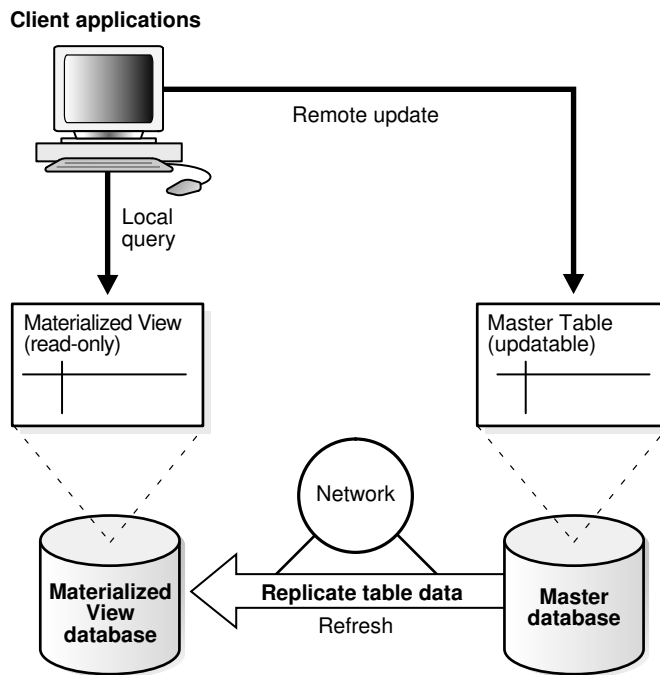 Client applications
Remote update
Local
query
Materialized View
(read-only)
Master Table
(updatable)
Network
Materialized
View
database
Replicate table data
Refresh
Master
database